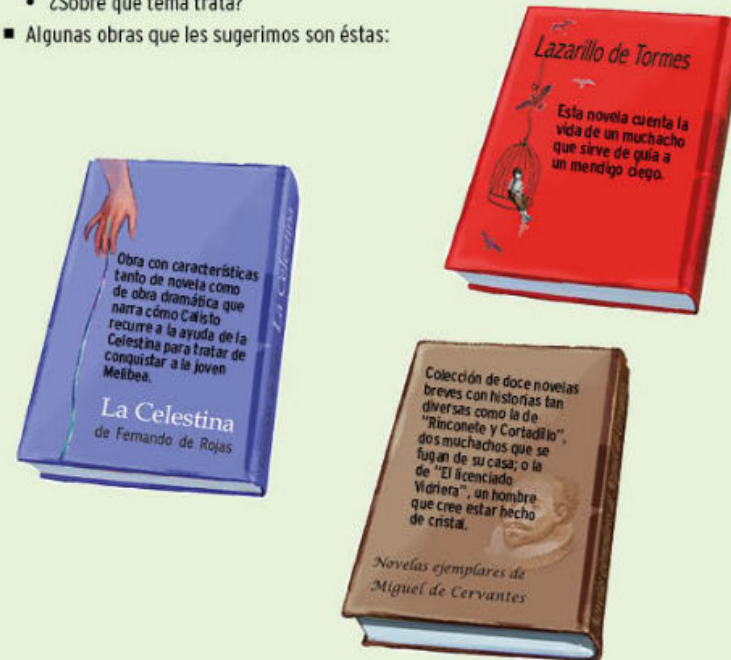 • ¿Sobre qué tema trata?
■ Algunas obras que les sugerimos son éstas:
Lazarillo de Tormes
Esta novela cuenta la
vida de un muchacho
que sirve de guía a
un mendigo ciego.
Obra con características
tanto de novela como
de obra dramática que
narra cómo Calisto
recurre a la ayuda de la
Celestina para tratar de
conquistar a la joven
Melibea.
La Celestina
de Fernando de Rojas
La Celestina
Colección de doce novelas
breves con historias tan
diversas como la de
"Rinconete y Cortadillo",
dos muchachos que se
fugan de su casa; o la
de "El licenciado
Vidriera", un hombre
que cree estar hecho
de cristal.
Novelas ejemplares de
Miguel de Cervantes